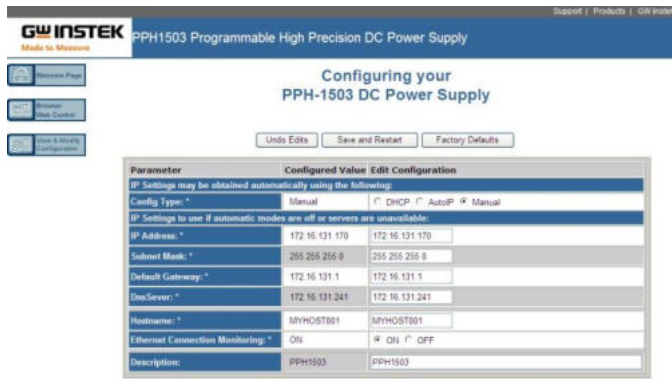 Support | Products | GW Instek
GW INSTEK
Made to Measure
PPH1503 Programmable High Precision DC Power Supply
Welcome Page
Browser
Web Control
View & Modify
Configuration
Configuring your
PPH-1503 DC Power Supply
Undo Edits Save and Restart Factory Defaults
Parameter Configured Value Edit Configuration
IP Settings may be obtained automatically using the following:
Config Type: * Manual DHCP AutoIP Manual
IP Settings to use if automatic modes are off or servers are unavailable:
IP Address: * 172.16.131.170 172.16.131.170
Subnet Mask: * 255.255.255.0 255.255.255.0
Default Gateway: * 172.16.131.1 172.16.131.1
DnsSever: * 172.16.131.241 172.16.131.241
Hostname: * MYHOST001 MYHOST001
Ethernet Connection Monitoring: * ON ON OFF
Description: PPH1503 PPH1503